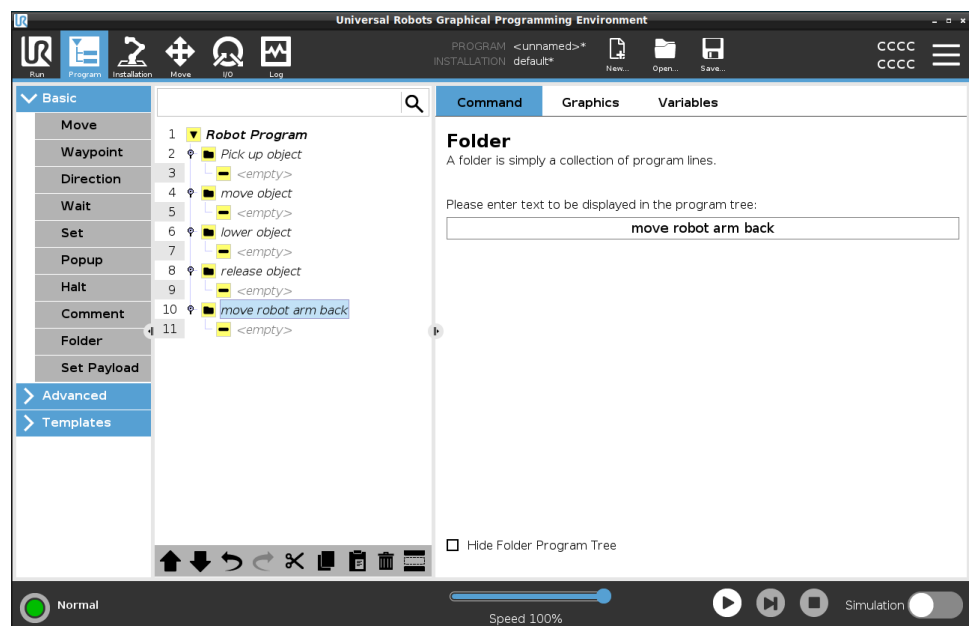 Universal Robots Graphical Programming Environment
UR
Run
Program
Installation
Move
I/O
Log
PROGRAM <unnamed>*
INSTALLATION default*
New...
Open...
Save...
CCCC
CCCC
Basic
Move
Waypoint
Direction
Wait
Set
Popup
Halt
Comment
Folder
Set Payload
Advanced
Templates
1 Robot Program
2 Pick up object
3 <empty>
4 move object
5 <empty>
6 lower object
7 <empty>
8 release object
9 <empty>
10 move robot arm back
11 <empty>
Command Graphics Variables
Folder
A folder is simply a collection of program lines.
Please enter text to be displayed in the program tree:
move robot arm back
Hide Folder Program Tree
Normal
Speed 100%
Simulation